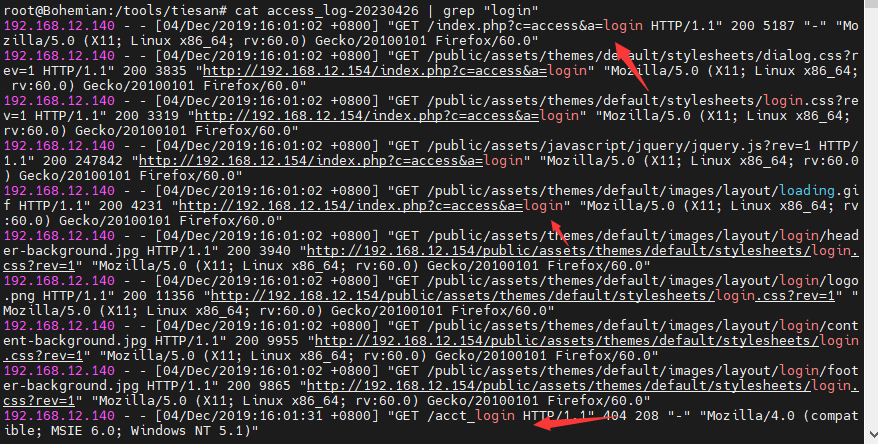 root@Bohemian:/tools/tiesan# cat access_log-20230426 | grep "login"
192.168.12.140 - - [04/Dec/2019:16:01:02 +0800] "GET /index.php?c=access&a=login HTTP/1.1" 200 5187 "-" "Mo
zilla/5.0 (X11; Linux x86_64; rv:60.0) Gecko/20100101 Firefox/60.0"
192.168.12.140 - - [04/Dec/2019:16:01:02 +0800] "GET /public/assets/themes/default/stylesheets/dialog.css?r
ev=1 HTTP/1.1" 200 3835 "http://192.168.12.154/index.php?c=access&a=login" "Mozilla/5.0 (X11; Linux x86_64;
 rv:60.0) Gecko/20100101 Firefox/60.0"
192.168.12.140 - - [04/Dec/2019:16:01:02 +0800] "GET /public/assets/themes/default/stylesheets/login.css?re
v=1 HTTP/1.1" 200 3319 "http://192.168.12.154/index.php?c=access&a=login" "Mozilla/5.0 (X11; Linux x86_64;
rv:60.0) Gecko/20100101 Firefox/60.0"
192.168.12.140 - - [04/Dec/2019:16:01:02 +0800] "GET /public/assets/javascript/jquery/jquery.js?rev=1 HTTP/
1.1" 200 247842 "http://192.168.12.154/index.php?c=access&a=login" "Mozilla/5.0 (X11; Linux x86_64; rv:60.0
) Gecko/20100101 Firefox/60.0"
192.168.12.140 - - [04/Dec/2019:16:01:02 +0800] "GET /public/assets/themes/default/images/layout/loading.gi
f HTTP/1.1" 200 4231 "http://192.168.12.154/index.php?c=access&a=login" "Mozilla/5.0 (X11; Linux x86_64; rv
:60.0) Gecko/20100101 Firefox/60.0"
192.168.12.140 - - [04/Dec/2019:16:01:02 +0800] "GET /public/assets/themes/default/images/layout/login/head
er-background.jpg HTTP/1.1" 200 3940 "http://192.168.12.154/public/assets/themes/default/stylesheets/login.
css?rev=1" "Mozilla/5.0 (X11; Linux x86_64; rv:60.0) Gecko/20100101 Firefox/60.0"
192.168.12.140 - - [04/Dec/2019:16:01:02 +0800] "GET /public/assets/themes/default/images/layout/login/logo
.png HTTP/1.1" 200 11356 "http://192.168.12.154/public/assets/themes/default/stylesheets/login.css?rev=1" "
Mozilla/5.0 (X11; Linux x86_64; rv:60.0) Gecko/20100101 Firefox/60.0"
192.168.12.140 - - [04/Dec/2019:16:01:02 +0800] "GET /public/assets/themes/default/images/layout/login/cont
ent-background.jpg HTTP/1.1" 200 9955 "http://192.168.12.154/public/assets/themes/default/stylesheets/login
.css?rev=1" "Mozilla/5.0 (X11; Linux x86_64; rv:60.0) Gecko/20100101 Firefox/60.0"
192.168.12.140 - - [04/Dec/2019:16:01:02 +0800] "GET /public/assets/themes/default/images/layout/login/foot
er-background.jpg HTTP/1.1" 200 9865 "http://192.168.12.154/public/assets/themes/default/stylesheets/login.
css?rev=1" "Mozilla/5.0 (X11; Linux x86_64; rv:60.0) Gecko/20100101 Firefox/60.0"
192.168.12.140 - - [04/Dec/2019:16:01:31 +0800] "GET /acct_login HTTP/1.1" 404 208 "-" "Mozilla/4.0 (compat
ible; MSIE 6.0; Windows NT 5.1)"